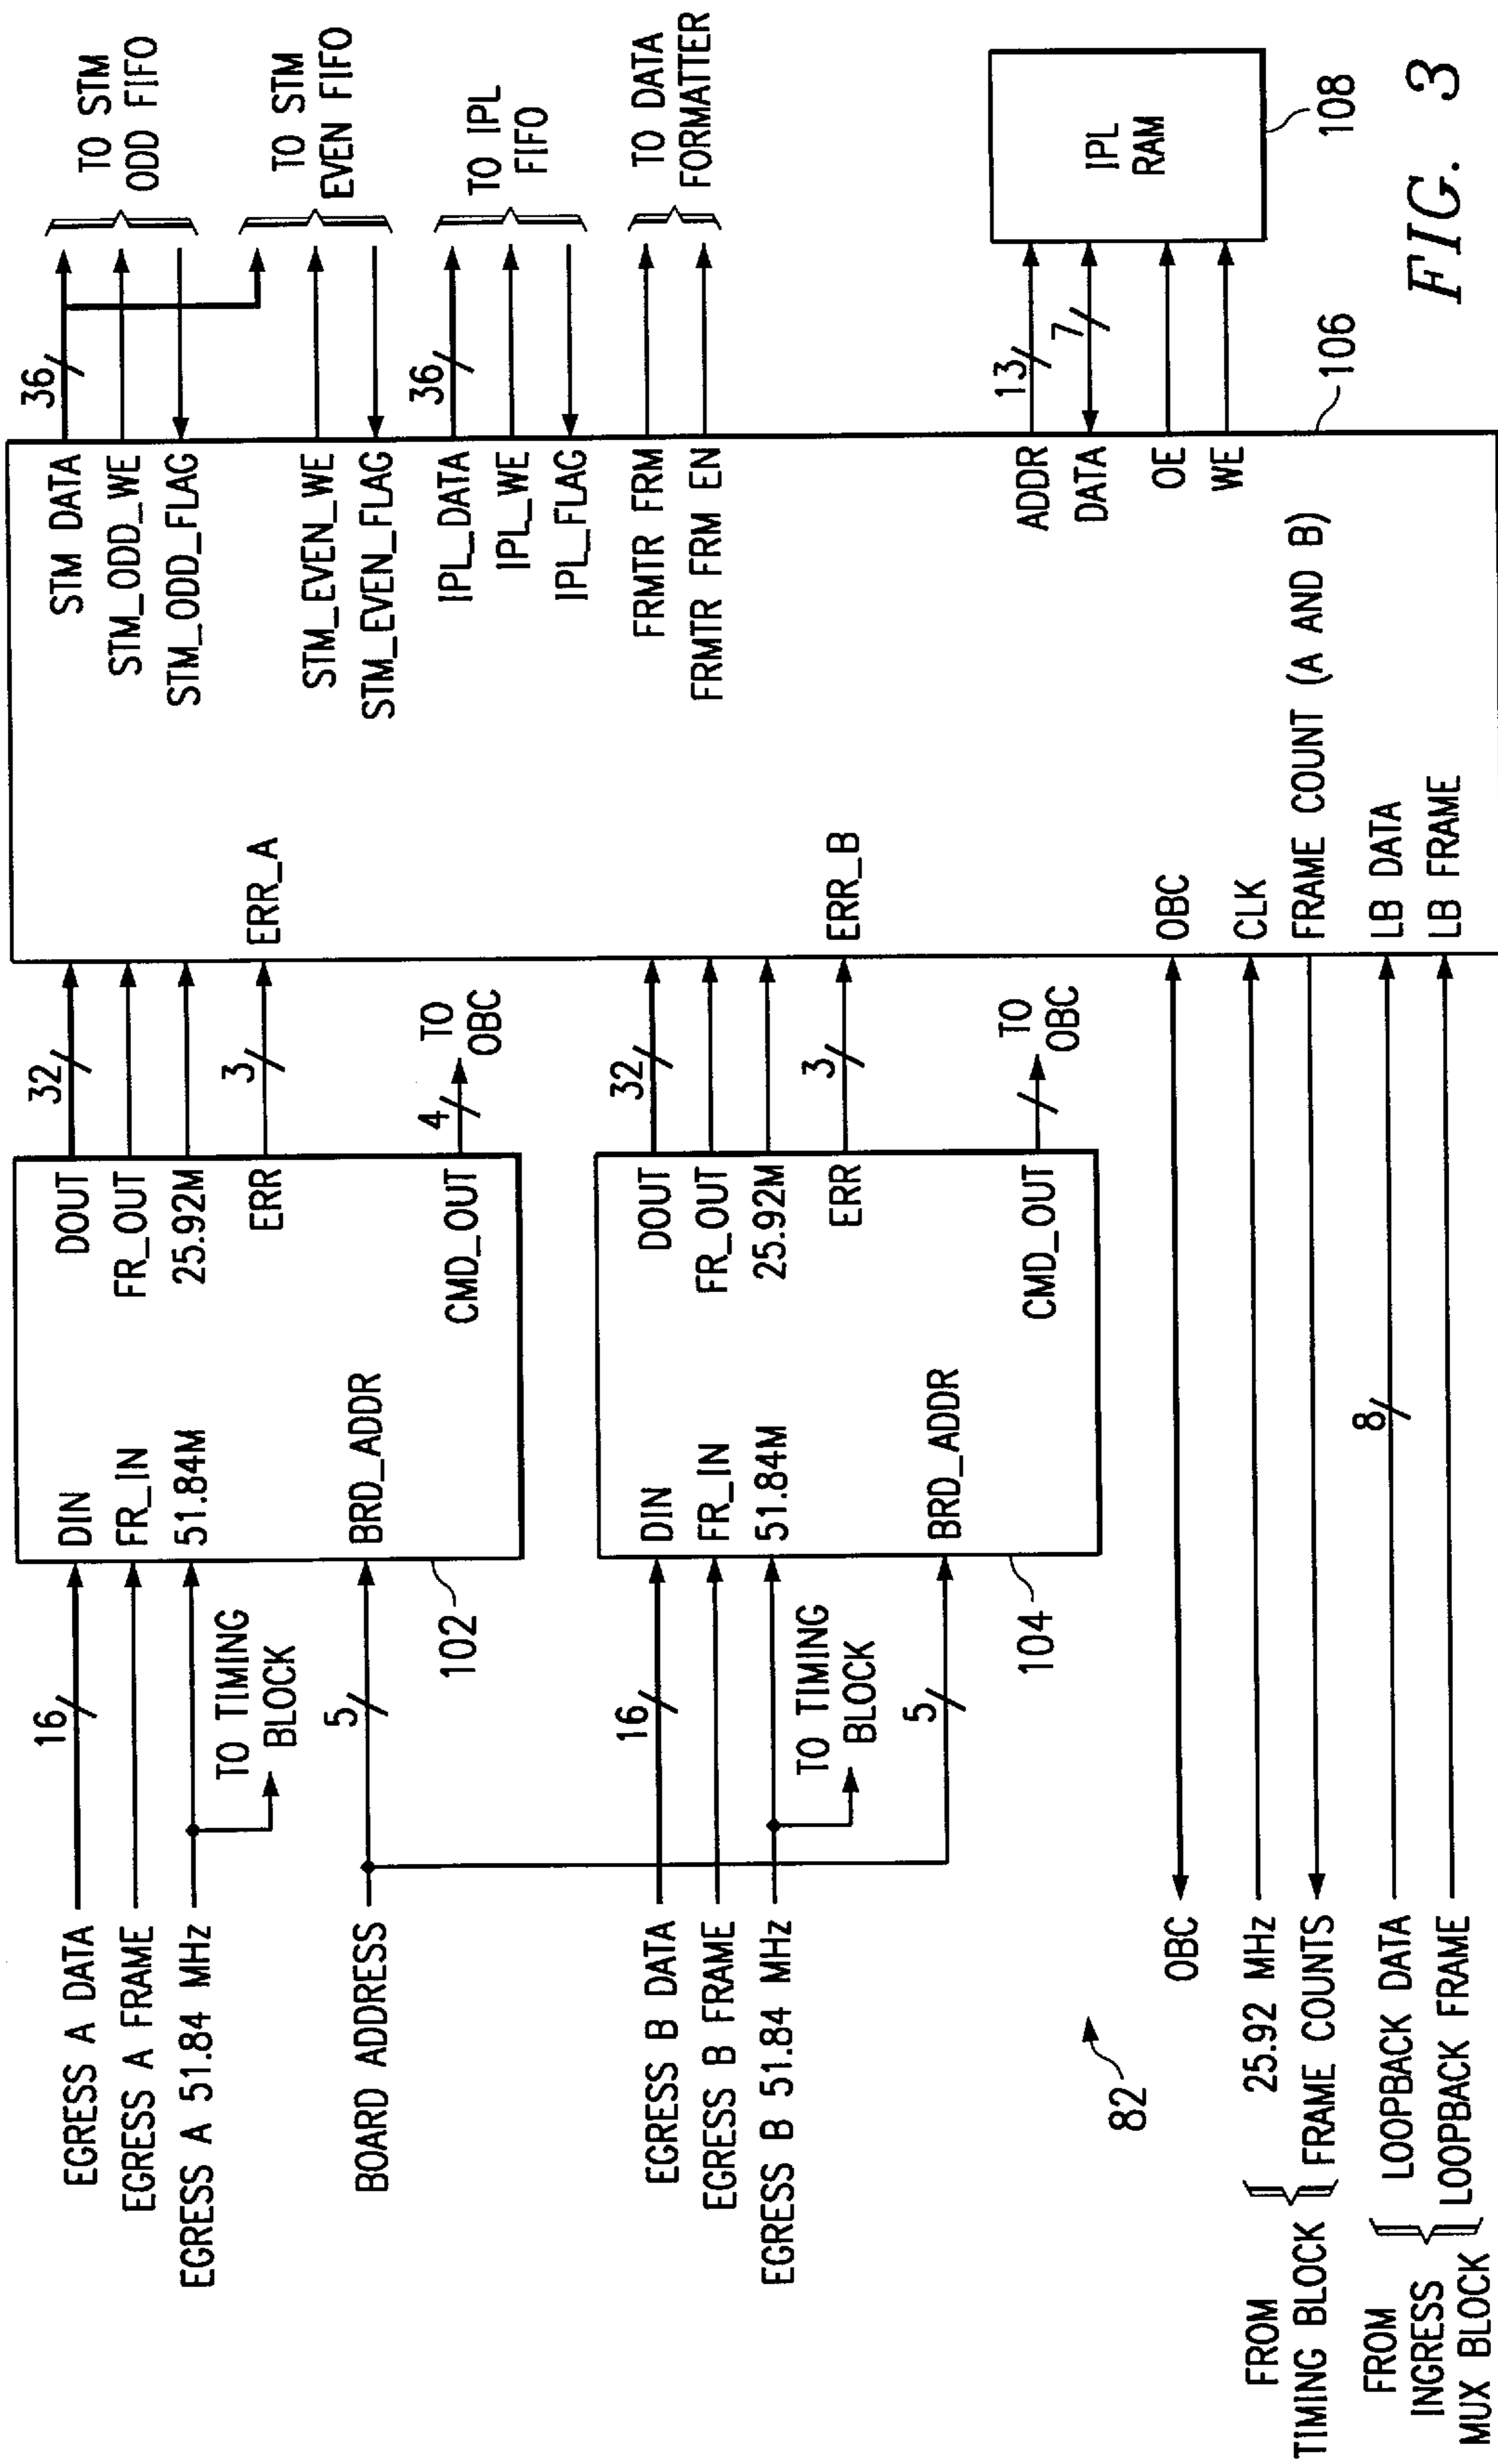 EGRESS A DATA
EGRESS A FRAME
EGRESS A 51.84 MHz
BOARD ADDRESS
EGRESS B DATA
EGRESS B FRAME
EGRESS B 51.84 MHz
82
OBC
FROM
TIMING BLOCK
25.92 MHz
FRAME COUNTS
FROM
INGRESS
MUX BLOCK
LOOPBACK DATA
LOOPBACK FRAME
16
TO TIMING
BLOCK
5
16
TO TIMING
BLOCK
5
8
DIN
FR_IN
51.84M
BRD_ADDR
102
DOUT
FR_OUT
25.92M
ERR
CMD_OUT
DIN
FR_IN
51.84M
BRD_ADDR
104
DOUT
FR_OUT
25.92M
ERR
CMD_OUT
32
3
4
TO
OBC
32
3
TO
OBC
ERR_A
ERR_B
OBC
CLK
FRAME COUNT (A AND B)
LB DATA
LB FRAME
STM DATA
STM_ODD_WE
STM_ODD_FLAG
STM_EVEN_WE
STM_EVEN_FLAG
IPL_DATA
IPL_WE
IPL_FLAG
FRMTR FRM
FRMTR FRM EN
ADDR
DATA
OE
WE
106
36
36
13
7
TO STM
ODD FIFO
TO STM
EVEN FIFO
TO IPL
FIFO
TO DATA
FORMATTER
IPL
RAM
108
FIG. 3